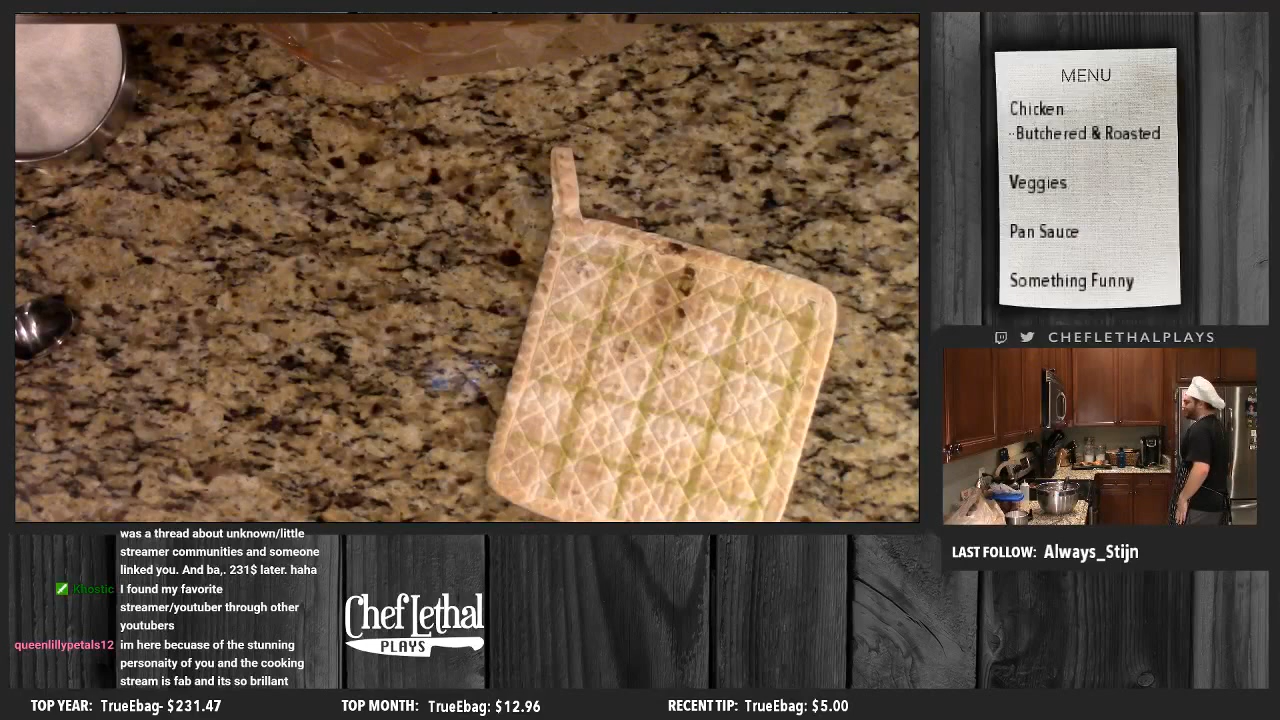 MENU
Chicken
--Butchered & Roasted
Veggies
Pan Sauce
Something Funny
CHEFLETHALPLAYS
LAST FOLLOW: Always_Stijn
was a thread about unknown/little
streamer communities and someone
linked you. And ba,. 231$ later. haha
Khostic I found my favorite
streamer/youtuber through other
youtubers
queenlillypetals12 im here becuase of the stunning
personaity of you and the cooking
stream is fab and its so brillant
Chef Lethal
PLAYS
TOP YEAR: TrueEbag- $231.47
TOP MONTH: TrueEbag: $12.96
RECENT TIP: TrueEbag: $5.00